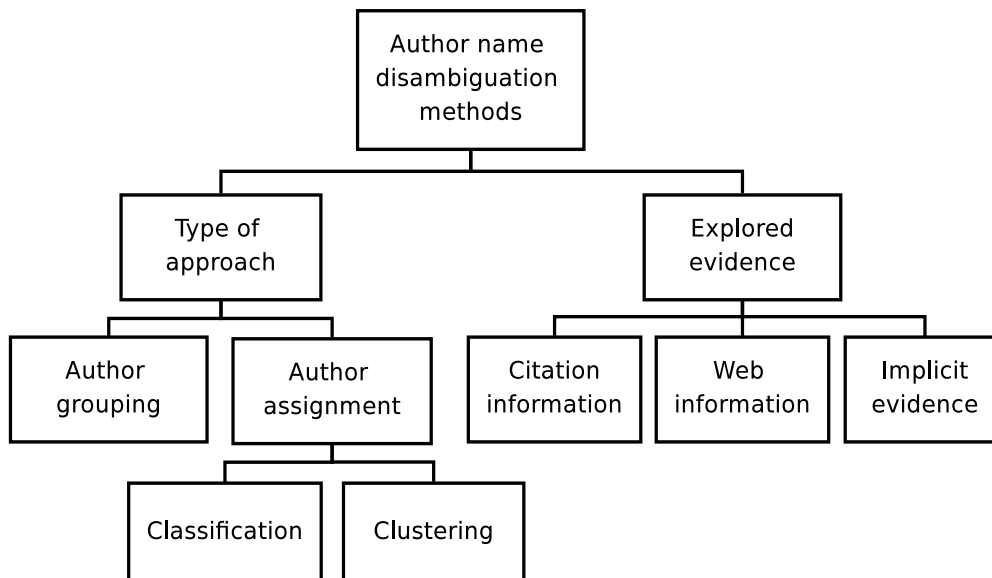 Author name
disambiguation
methods
Type of
approach
Explored
evidence
Author
grouping
Author
assignment
Citation
information
Web
information
Implicit
evidence
Classification
Clustering